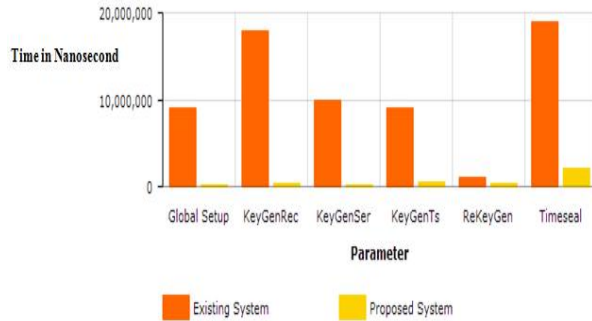 20,000,000
Time in Nanosecond
10,000,000
0
Global Setup KeyGenRec KeyGenSer KeyGenTs ReKeyGen Timeseal
Parameter
Existing System Proposed System